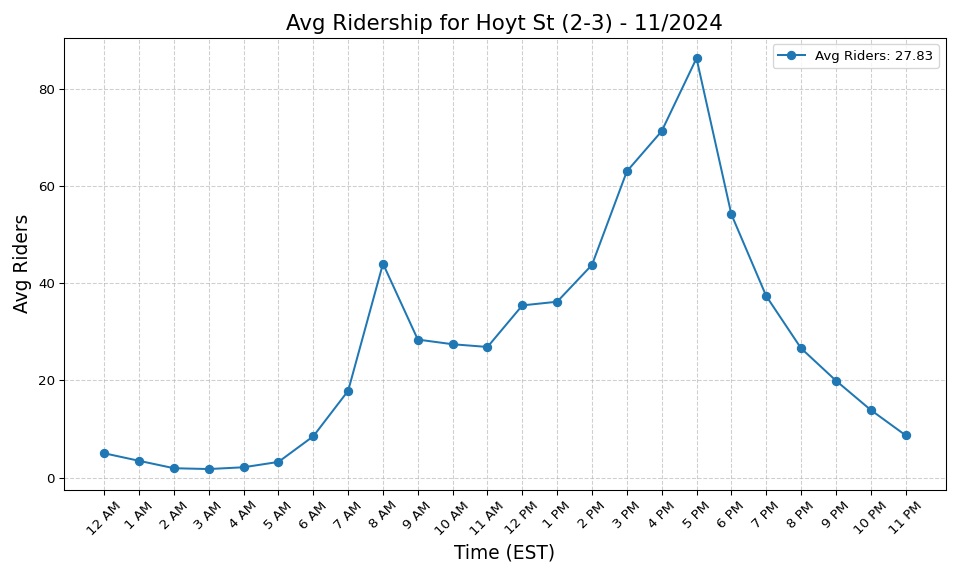 Avg Ridership for Hoyt St (2-3) - 11/2024
Avg Riders: 27.83
Avg Riders
80
60
40
20
0
12 AM
1 AM
2 AM
3 AM
4 AM
5 AM
6 AM
7 AM
8 AM
9 AM
10 AM
11 AM
12 PM
1 PM
2 PM
3 PM
4 PM
5 PM
6 PM
7 PM
8 PM
9 PM
10 PM
11 PM
Time (EST)